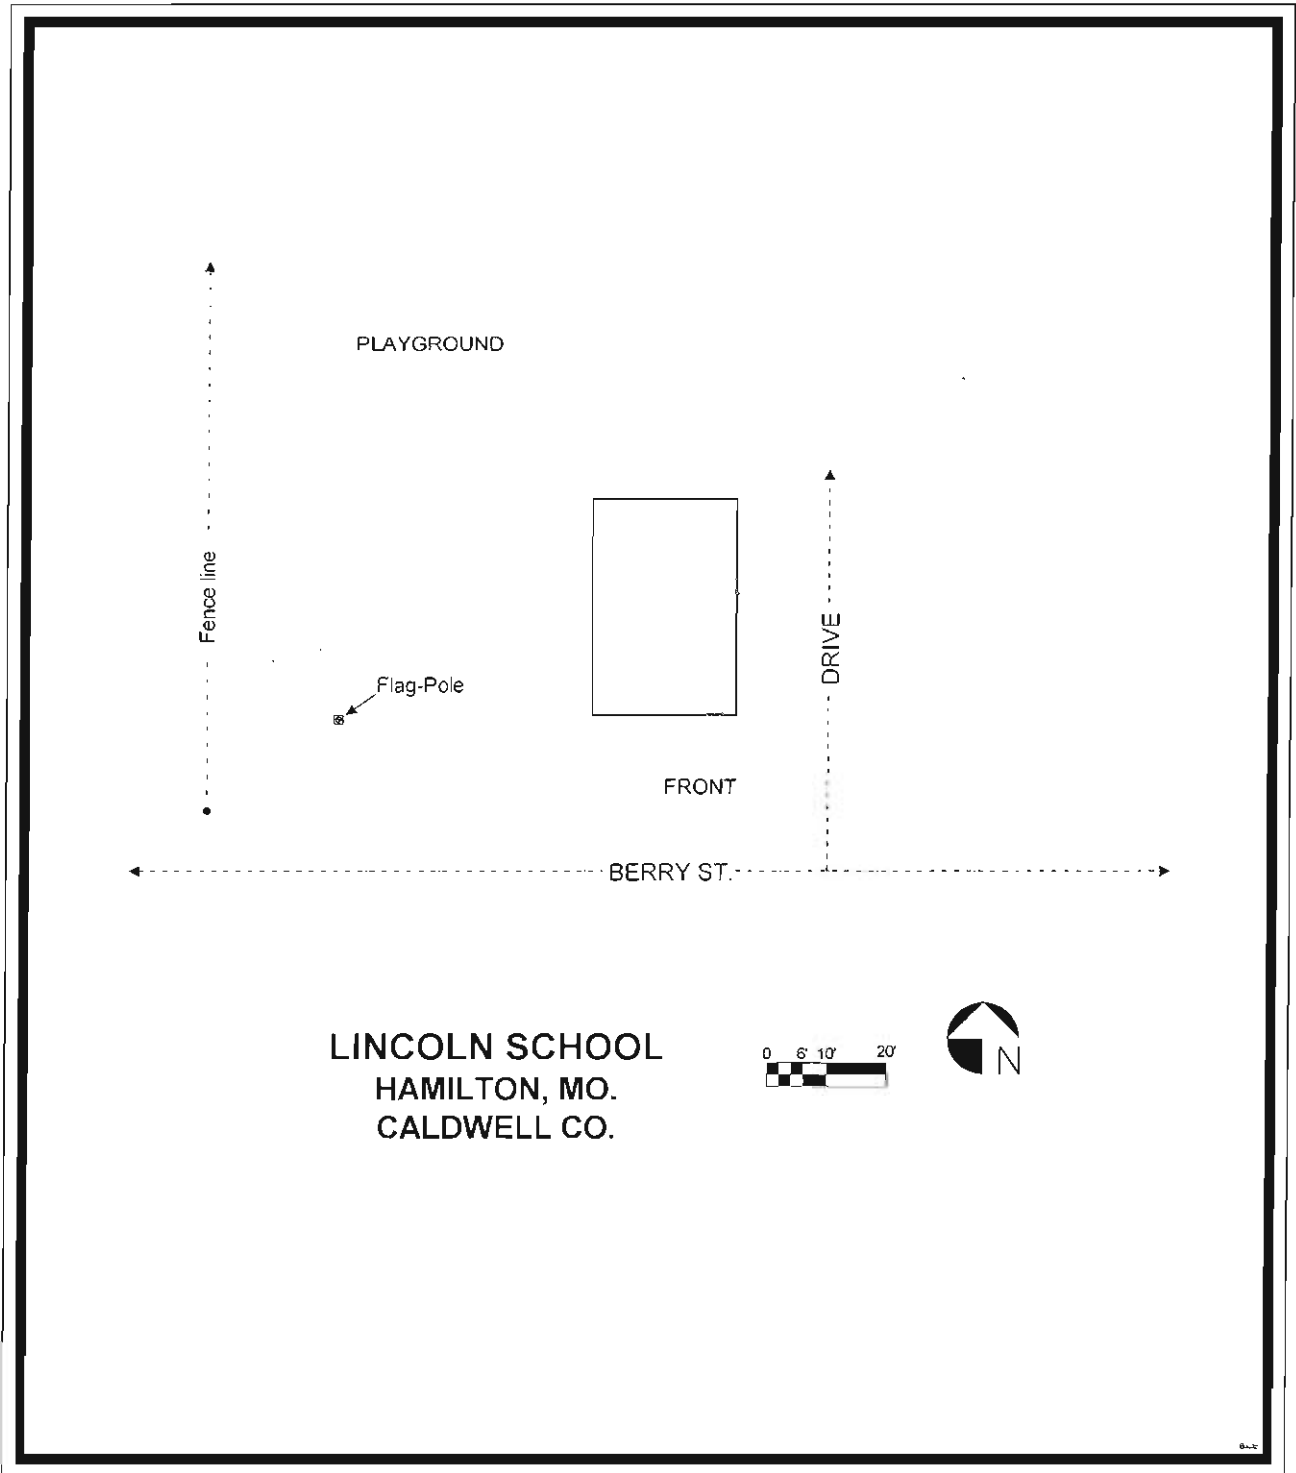 PLAYGROUND
Fence line
DRIVE
Flag-Pole
FRONT
BERRY ST.
LINCOLN SCHOOL
HAMILTON, MO.
CALDWELL CO.
0 6' 10' 20'
N